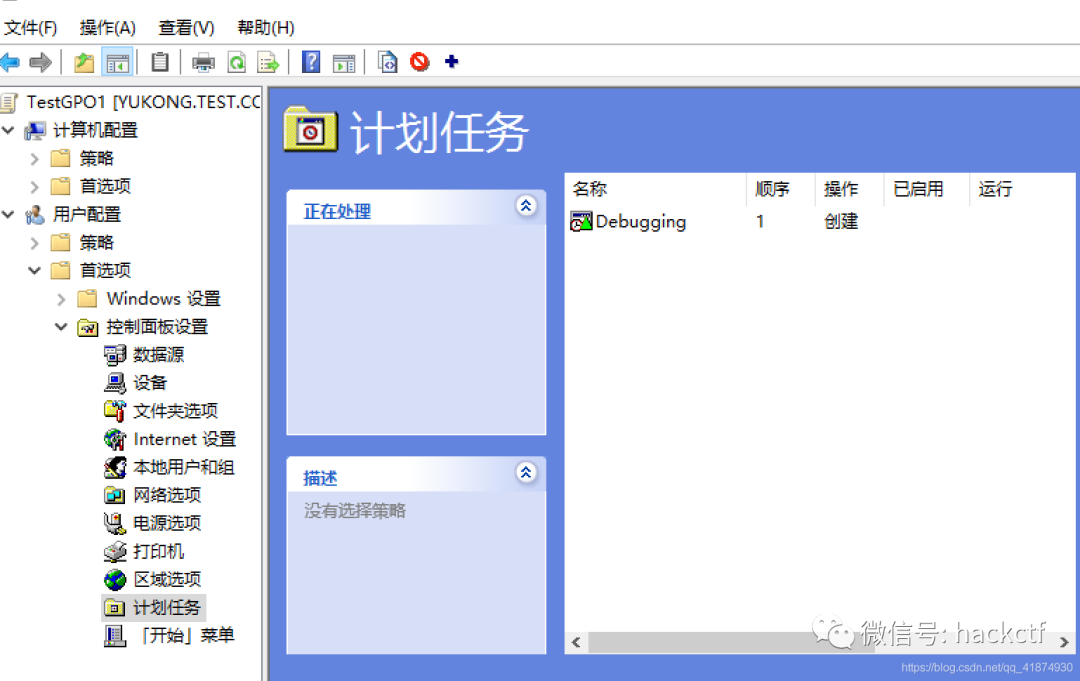 文件(F) 操作(A) 查看(V) 帮助(H)
TestGPO1 [YUKONG.TEST.CC
计算机配置
策略
首选项
用户配置
策略
首选项
Windows 设置
控制面板设置
数据源
设备
文件夹选项
Internet 设置
本地用户和组
网络选项
电源选项
打印机
区域选项
计划任务
「开始」菜单
计划任务
正在处理
描述
没有选择策略
名称 顺序 操作 已启用 运行
Debugging 1 创建
微信号: hackctf
https://blog.csdn.net/qq_41874930